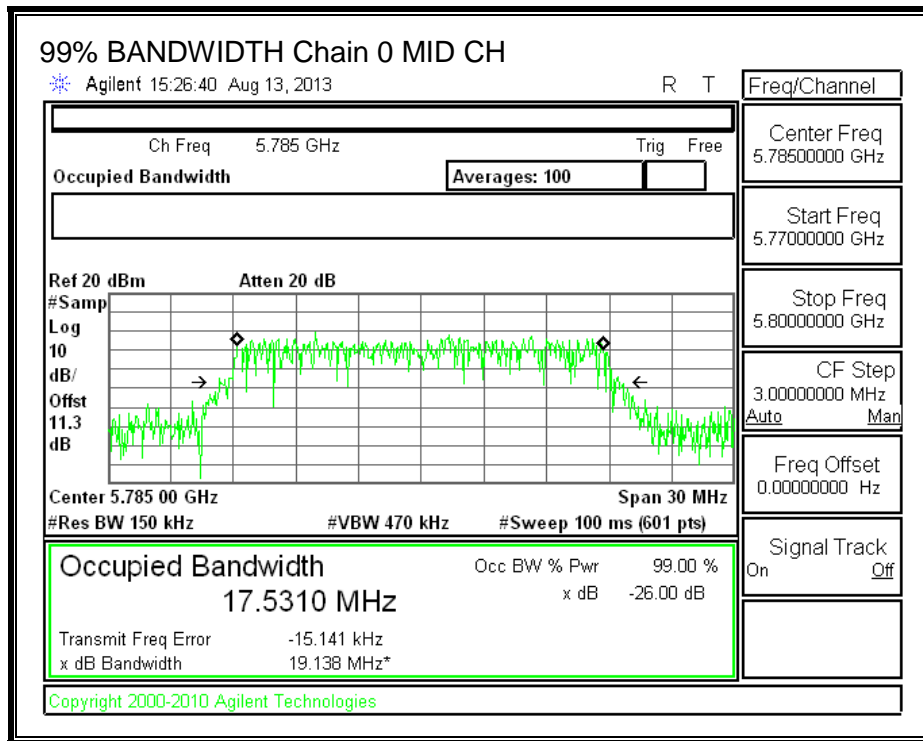 99% BANDWIDTH Chain 0 MID CH
Agilent 15:26:40 Aug 13, 2013 R T
Freq/Channel
Ch Freq 5.785 GHz Trig Free
Occupied Bandwidth Averages: 100
Center Freq
5.78500000 GHz
Start Freq
5.77000000 GHz
Stop Freq
5.80000000 GHz
CF Step
3.00000000 MHz
Auto Man
Freq Offset
0.00000000 Hz
Signal Track
On Off
Ref 20 dBm Atten 20 dB
#Samp
Log
10
dB/
Offst
11.3
dB
Center 5.785 00 GHz Span 30 MHz
#Res BW 150 kHz #VBW 470 kHz #Sweep 100 ms (601 pts)
Occupied Bandwidth Occ BW % Pwr 99.00 %
17.5310 MHz x dB -26.00 dB
Transmit Freq Error -15.141 kHz
x dB Bandwidth 19.138 MHz*
Copyright 2000-2010 Agilent Technologies